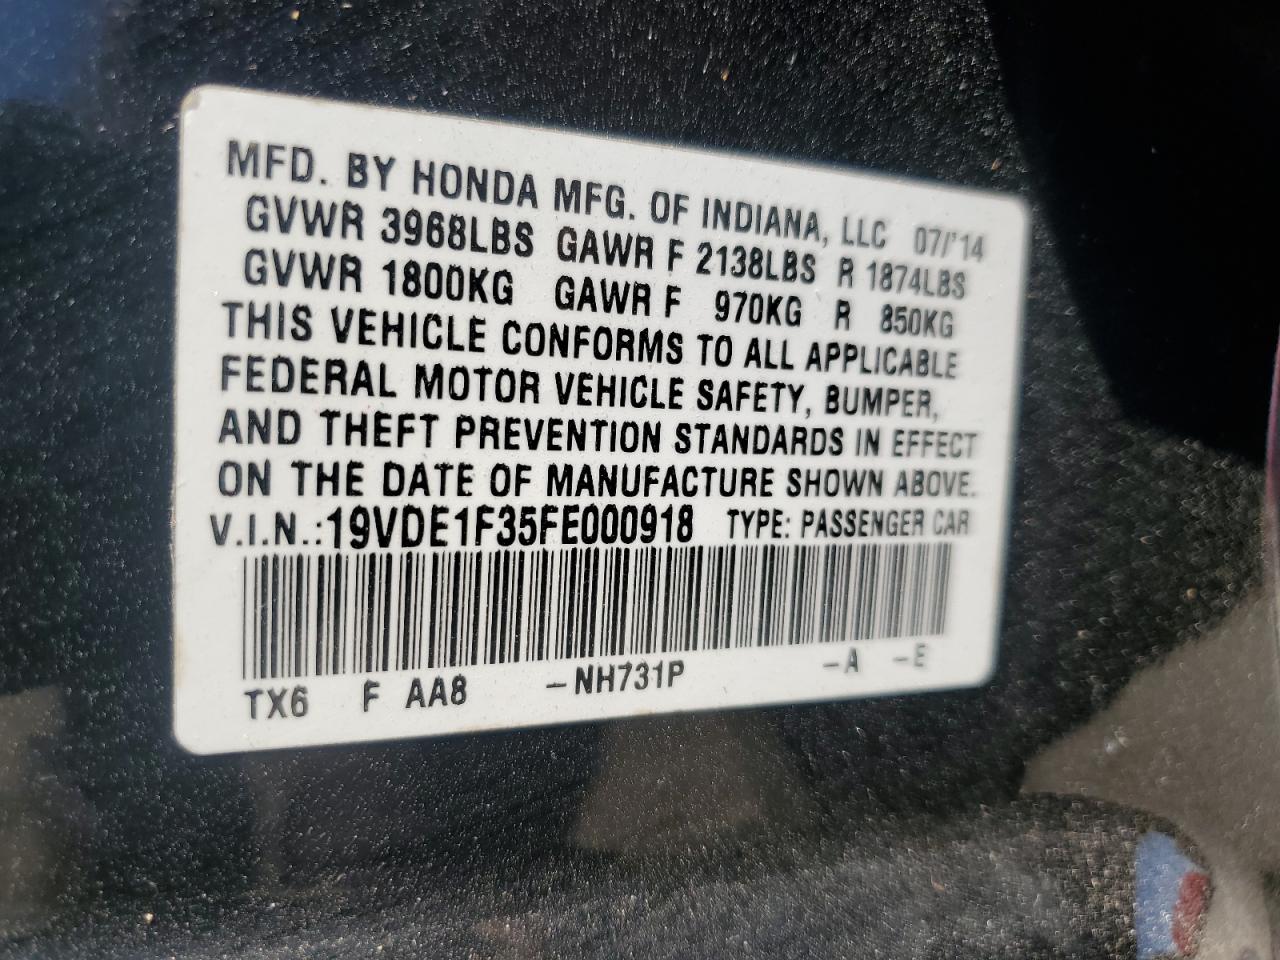 MFD. BY HONDA MFG. OF INDIANA, LLC 07/'14
GVWR 3968LBS GAWR F 2138LBS R 1874LBS
GVWR 1800KG GAWR F 970KG R 850KG
THIS VEHICLE CONFORMS TO ALL APPLICABLE
FEDERAL MOTOR VEHICLE SAFETY, BUMPER,
AND THEFT PREVENTION STANDARDS IN EFFECT
ON THE DATE OF MANUFACTURE SHOWN ABOVE.
V.I.N.:19VDE1F35FE000918 TYPE: PASSENGER CAR
TX6 F AA8 -NH731P -A -E